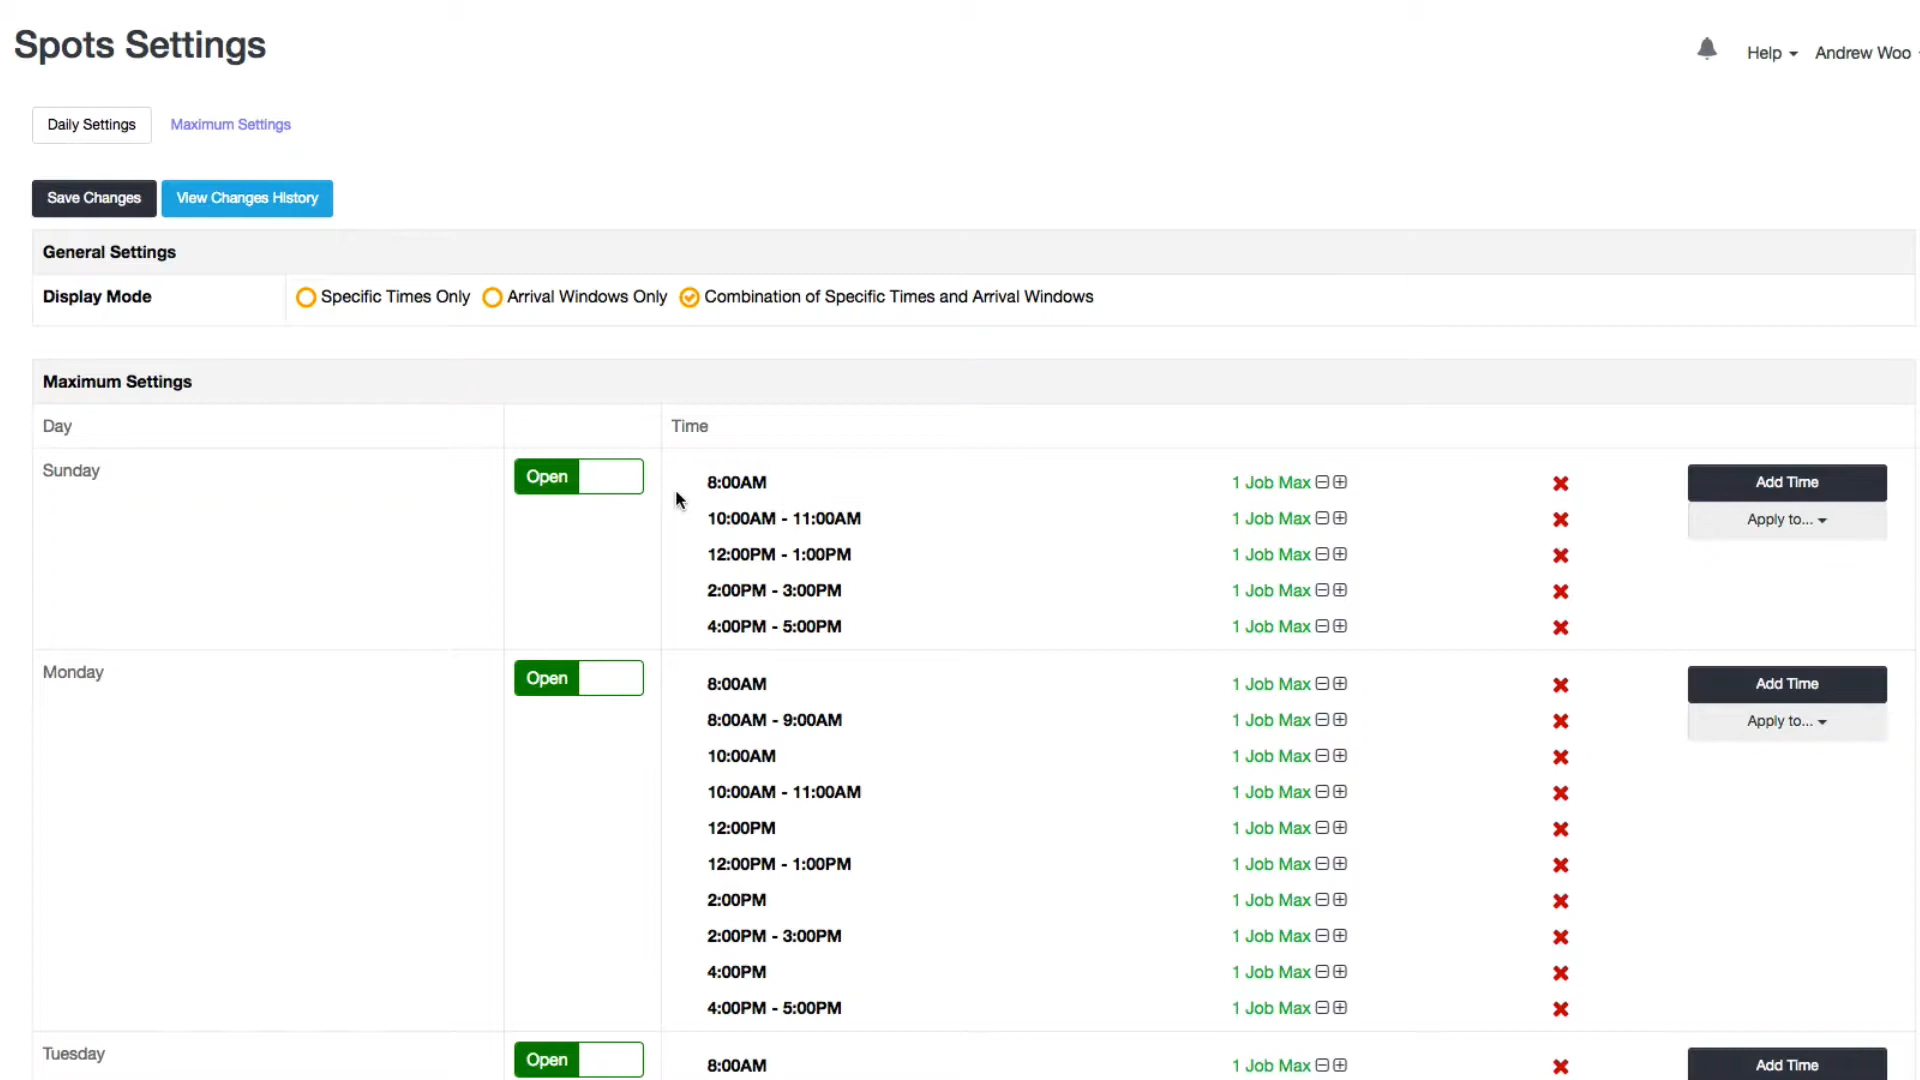 Spots Settings
Help
Andrew Woo
Daily Settings
Maximum Settings
Save Changes
View Changes History
General Settings
Display Mode
Specific Times Only
Arrival Windows Only
Combination of Specific Times and Arrival Windows
Maximum Settings
Day
Time
Sunday
Open
8:00AM
1 Job Max
Add Time
10:00AM - 11:00AM
1 Job Max
Apply to...
12:00PM - 1:00PM
1 Job Max
2:00PM - 3:00PM
1 Job Max
4:00PM - 5:00PM
1 Job Max
Monday
Open
8:00AM
1 Job Max
Add Time
8:00AM - 9:00AM
1 Job Max
Apply to...
10:00AM
1 Job Max
10:00AM - 11:00AM
1 Job Max
12:00PM
1 Job Max
12:00PM - 1:00PM
1 Job Max
2:00PM
1 Job Max
2:00PM - 3:00PM
1 Job Max
4:00PM
1 Job Max
4:00PM - 5:00PM
1 Job Max
Tuesday
Open
8:00AM
1 Job Max
Add Time